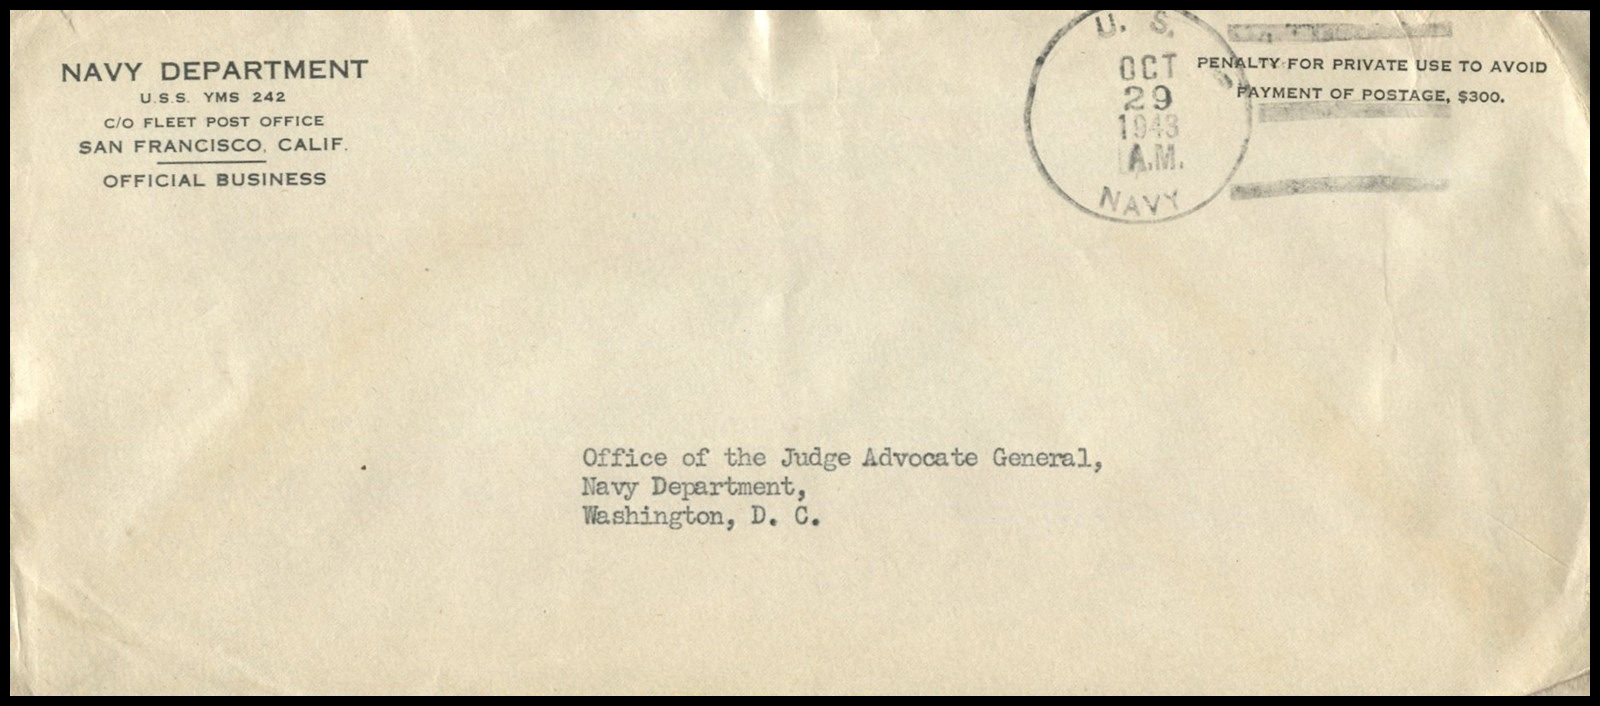 NAVY DEPARTMENT
U.S.S. YMS 242
C/O FLEET POST OFFICE
SAN FRANCISCO, CALIF.
OFFICIAL BUSINESS
U. S.
OCT
29
1943
A.M.
NAVY
PENALTY FOR PRIVATE USE TO AVOID
PAYMENT OF POSTAGE, $300.
Office of the Judge Advocate General,
Navy Department,
Washington, D. C.